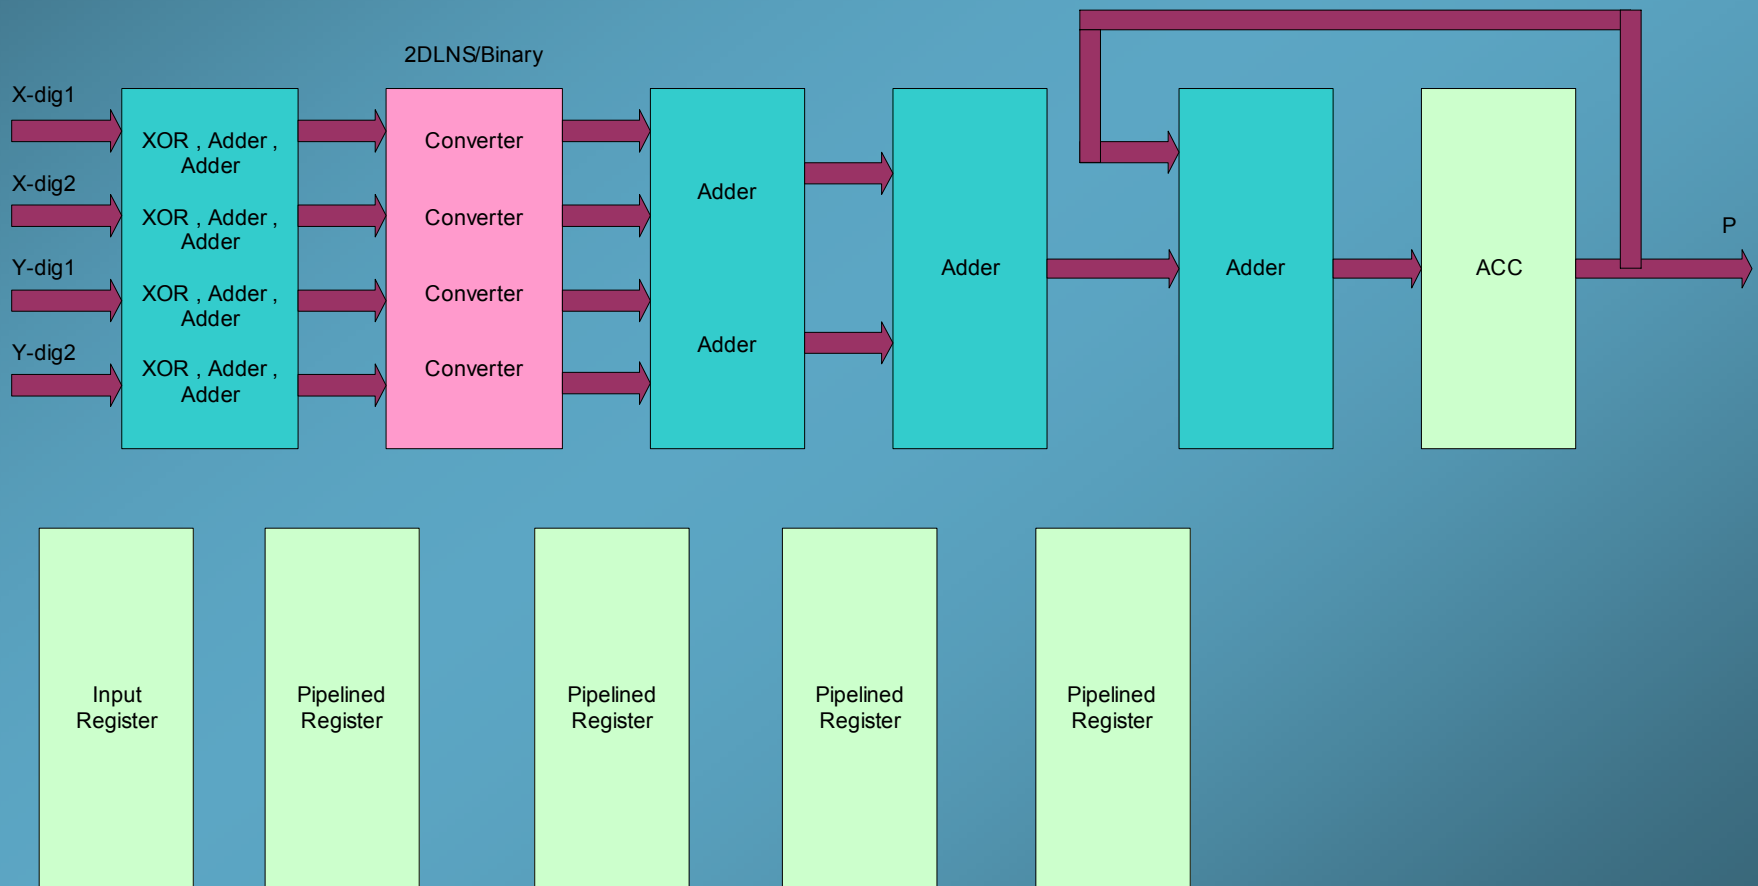 2DLNS/Binary
X-dig1
X-dig2
Y-dig1
Y-dig2
XOR , Adder ,
Adder
XOR , Adder ,
Adder
XOR , Adder ,
Adder
XOR , Adder ,
Adder
Converter
Converter
Converter
Converter
Adder
Adder
Adder
Adder
ACC
P
Input
Register
Pipelined
Register
Pipelined
Register
Pipelined
Register
Pipelined
Register